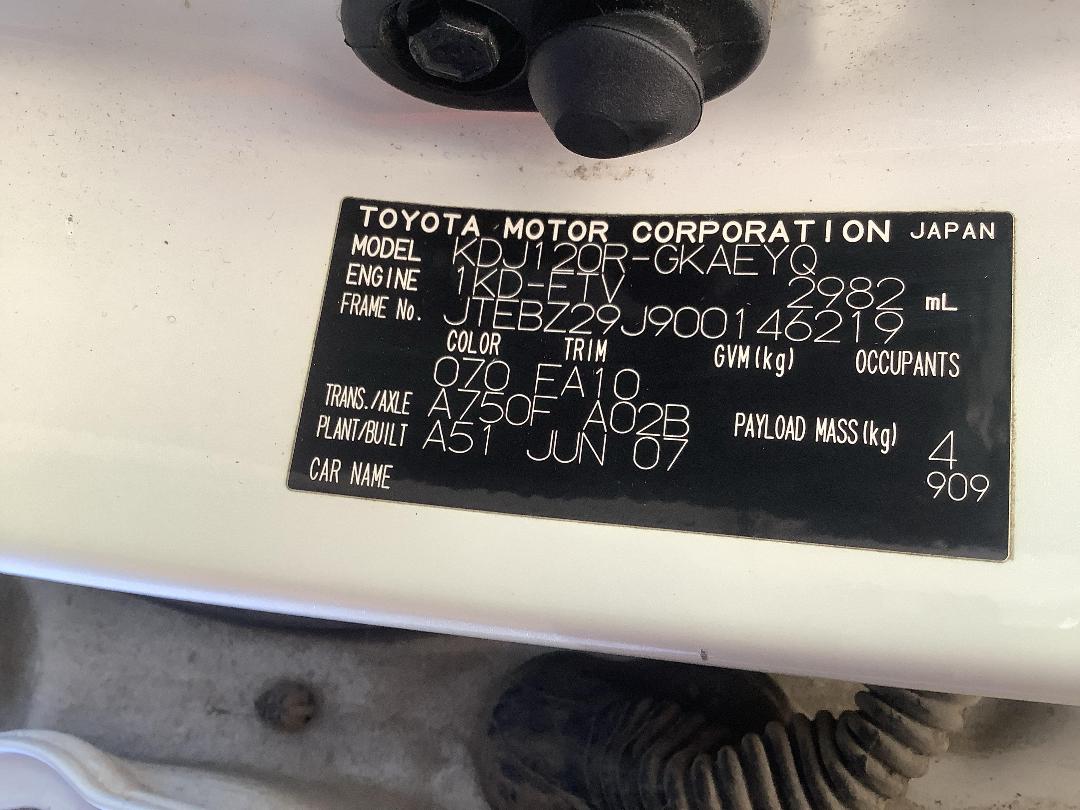 TOYOTA MOTOR CORPORATION JAPAN
MODEL KDJ120R-GKAEYQ
ENGINE 1KD-FTV 2982 mL
FRAME No. JTEBZ29J900146219
COLOR TRIM GVM(kg) OCCUPANTS
070 FA10
TRANS./AXLE A750F A02B PAYLOAD MASS(kg) 4
PLANT/BUILT A51 JUN 07 909
CAR NAME